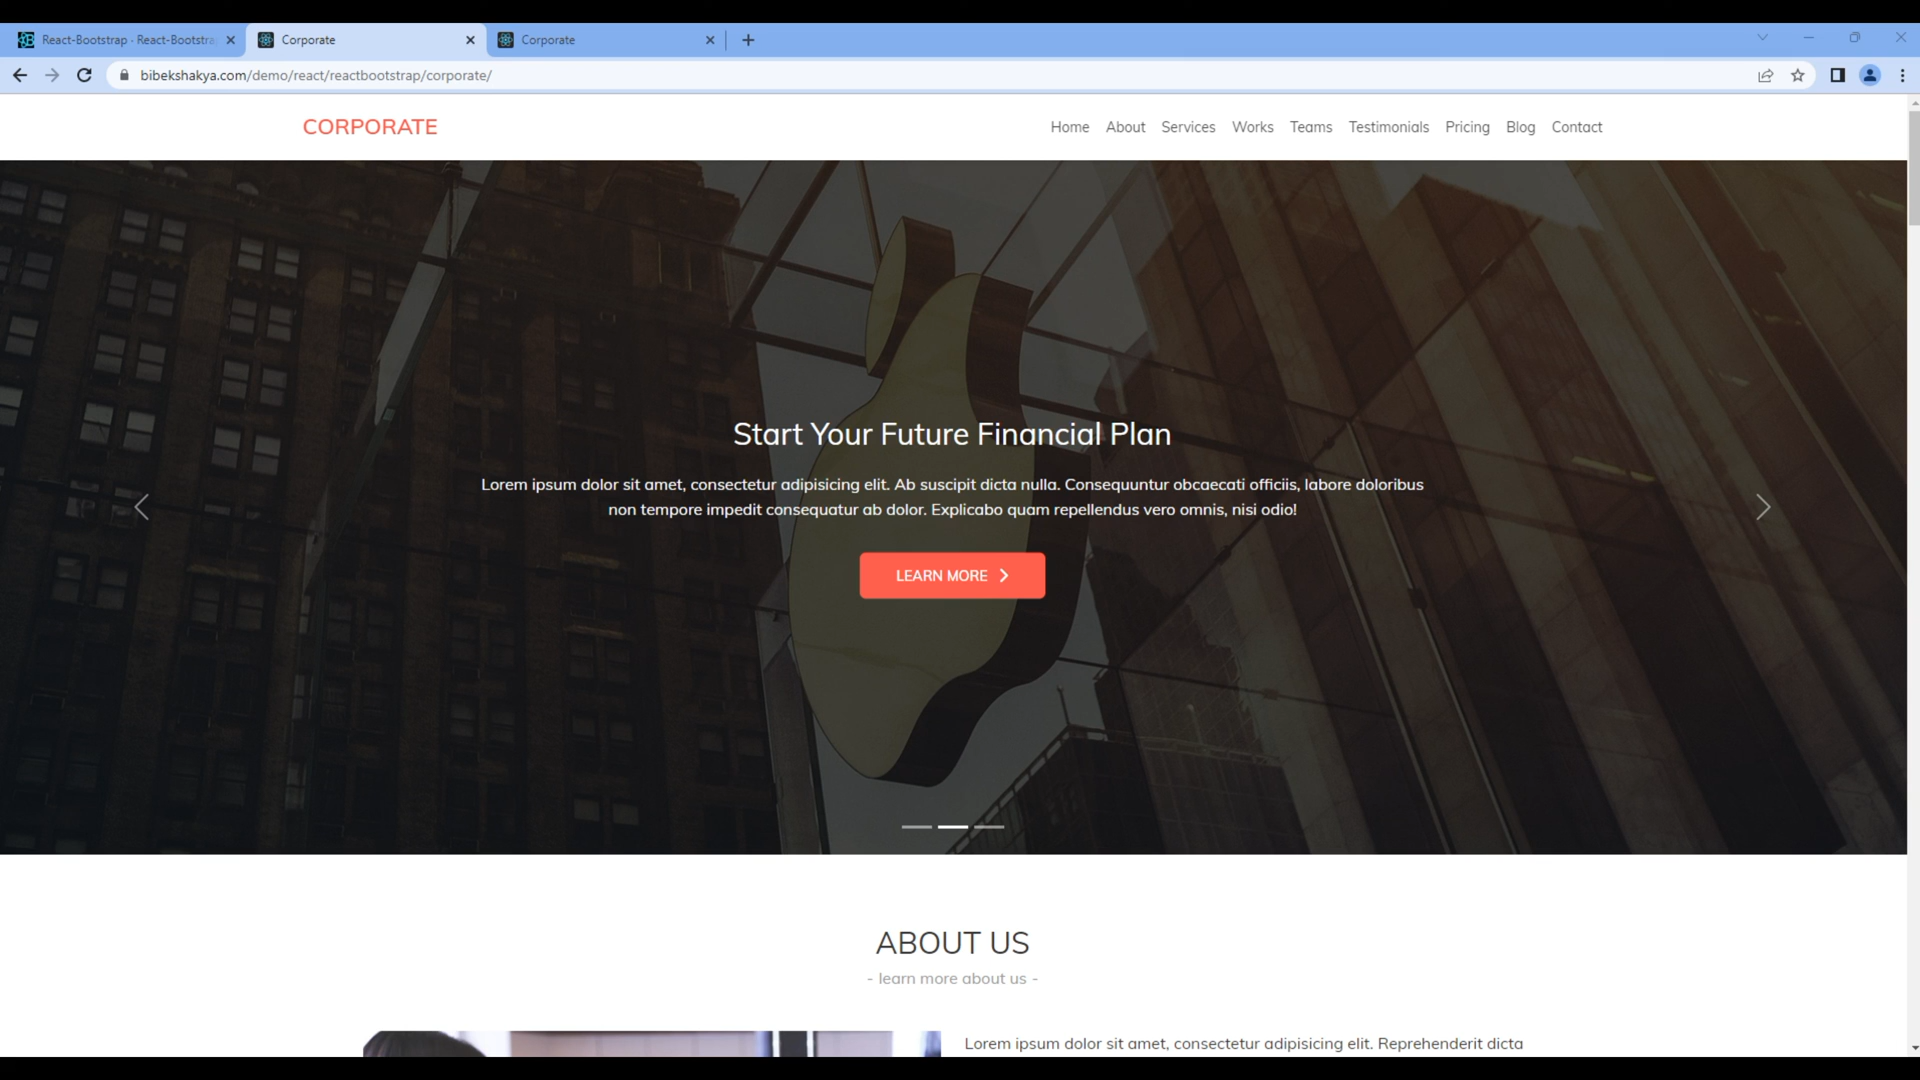 React-Bootstrap · React-Bootstra
Corporate
Corporate
bibekshakya.com/demo/react/reactbootstrap/corporate/
CORPORATE
Home About Services Works Teams Testimonials Pricing Blog Contact
Start Your Future Financial Plan
Lorem ipsum dolor sit amet, consectetur adipisicing elit. Ab suscipit dicta nulla. Consequuntur obcaecati officiis, labore doloribus
non tempore impedit consequatur ab dolor. Explicabo quam repellendus vero omnis, nisi odio!
LEARN MORE
ABOUT US
- learn more about us -
Lorem ipsum dolor sit amet, consectetur adipisicing elit. Reprehenderit dicta